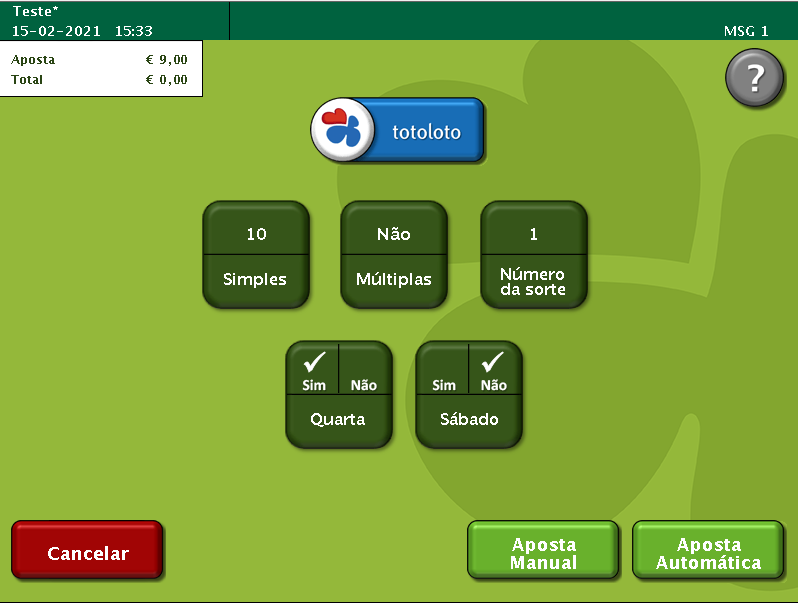 Teste*
15-02-2021 15:33
MSG 1
Aposta € 9,00
Total € 0,00
?
totoloto
10
Simples
Não
Múltiplas
1
Número
da sorte
Sim Não
Quarta
Sim Não
Sábado
Cancelar
Aposta
Manual
Aposta
Automática